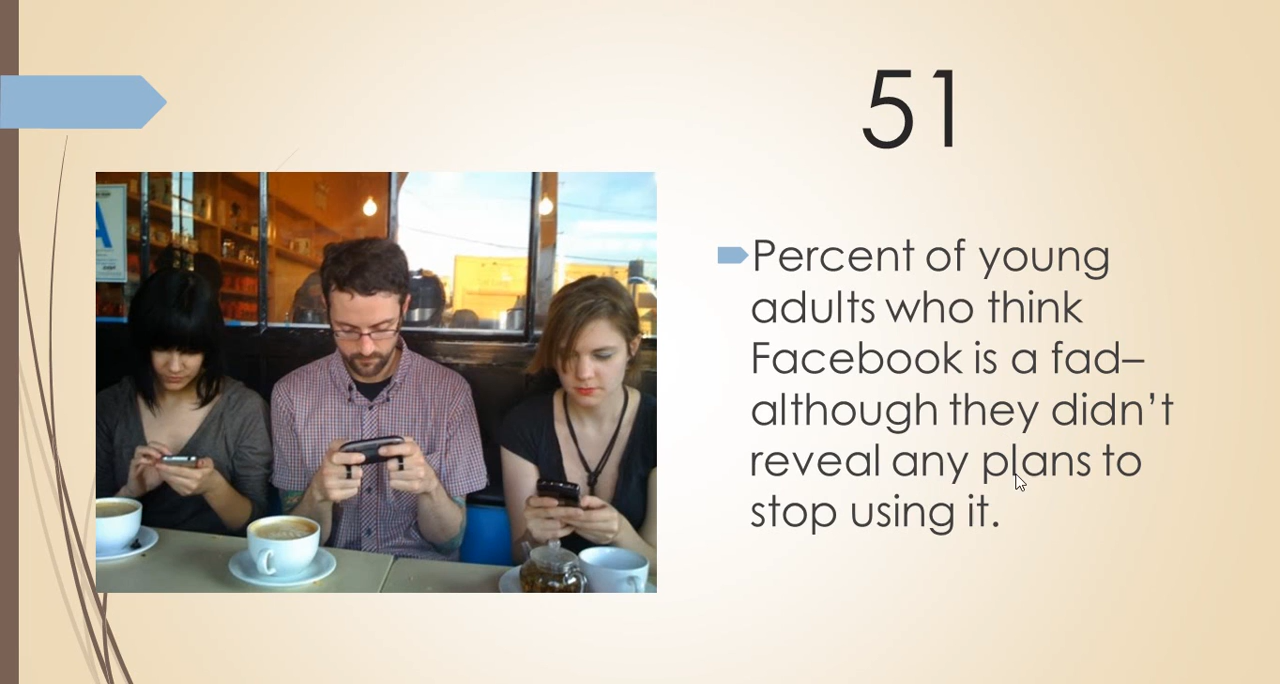 51
Percent of young
adults who think
Facebook is a fad–
although they didn't
reveal any plans to
stop using it.
A